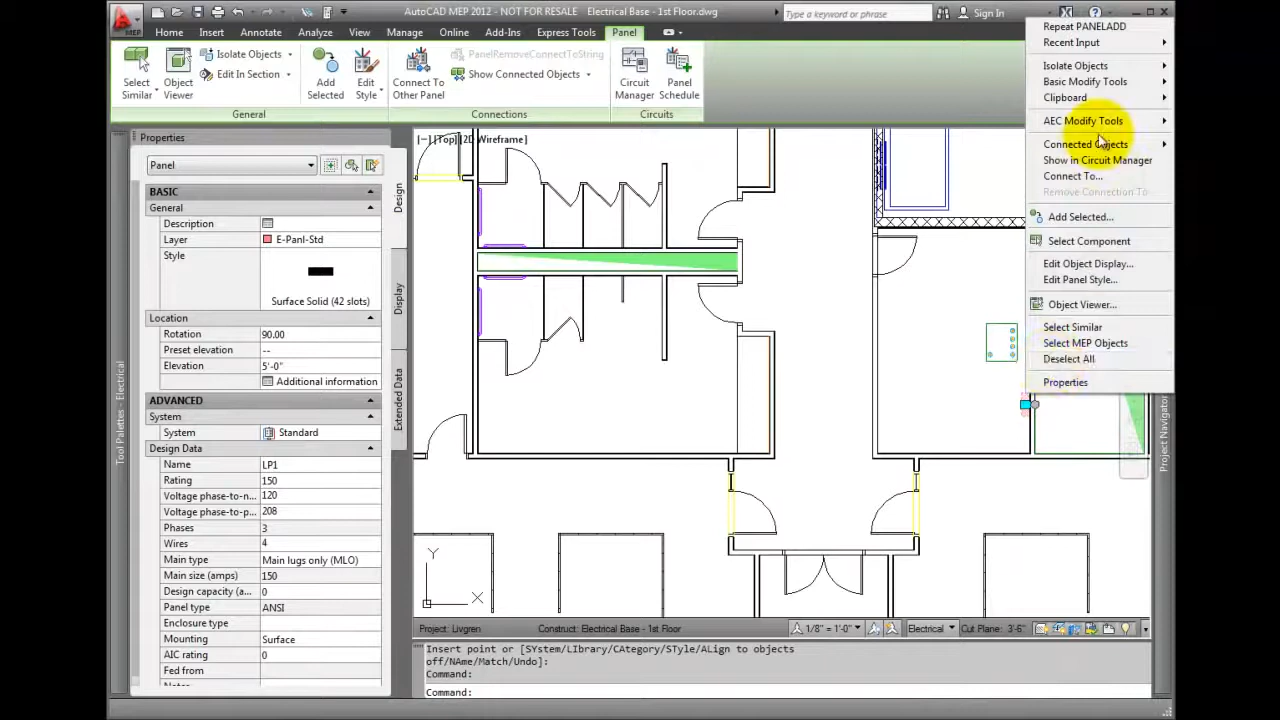 AutoCAD MEP 2012 - NOT FOR RESALE Electrical Base - 1st Floor.dwg
Type a keyword or phrase
Sign In
MEP
Home Insert Annotate Analyze View Manage Online Add-Ins Express Tools Panel
Select Similar
Object Viewer
Isolate Objects
Edit In Section
General
Add Selected
Edit Style
Connect To Other Panel
PanelRemoveConnectToString
Show Connected Objects
Connections
Circuit Manager
Panel Schedule
Circuits
Properties
Panel
BASIC
General
Description
Layer E-Panl-Std
Style
Surface Solid (42 slots)
Location
Rotation 90.00
Preset elevation --
Elevation 5'-0"
Additional information
ADVANCED
System
System Standard
Design Data
Name LP1
Rating 150
Voltage phase-to-n... 120
Voltage phase-to-p... 208
Phases 3
Wires 4
Main type Main lugs only (MLO)
Main size (amps) 150
Design capacity (a... 0
Panel type ANSI
Enclosure type
Mounting Surface
AIC rating 0
Fed from
Notes
Design
Display
Extended Data
Tool Palettes - Electrical
[−][Top][2D Wireframe]
Y
X
Repeat PANELADD
Recent Input
Isolate Objects
Basic Modify Tools
Clipboard
AEC Modify Tools
Connected Objects
Show in Circuit Manager
Connect To...
Remove Connection To
Add Selected...
Select Component
Edit Object Display...
Edit Panel Style...
Object Viewer...
Select Similar
Select MEP Objects
Deselect All
Properties
Project Navigator
Project: Livgren Construct: Electrical Base - 1st Floor 1/8" = 1'-0" Electrical Cut Plane: 3'-6"
Insert point or [SYstem/LIbrary/CAtegory/STyle/ALign to objects
off/NAme/Match/Undo]:
Command:
Command: